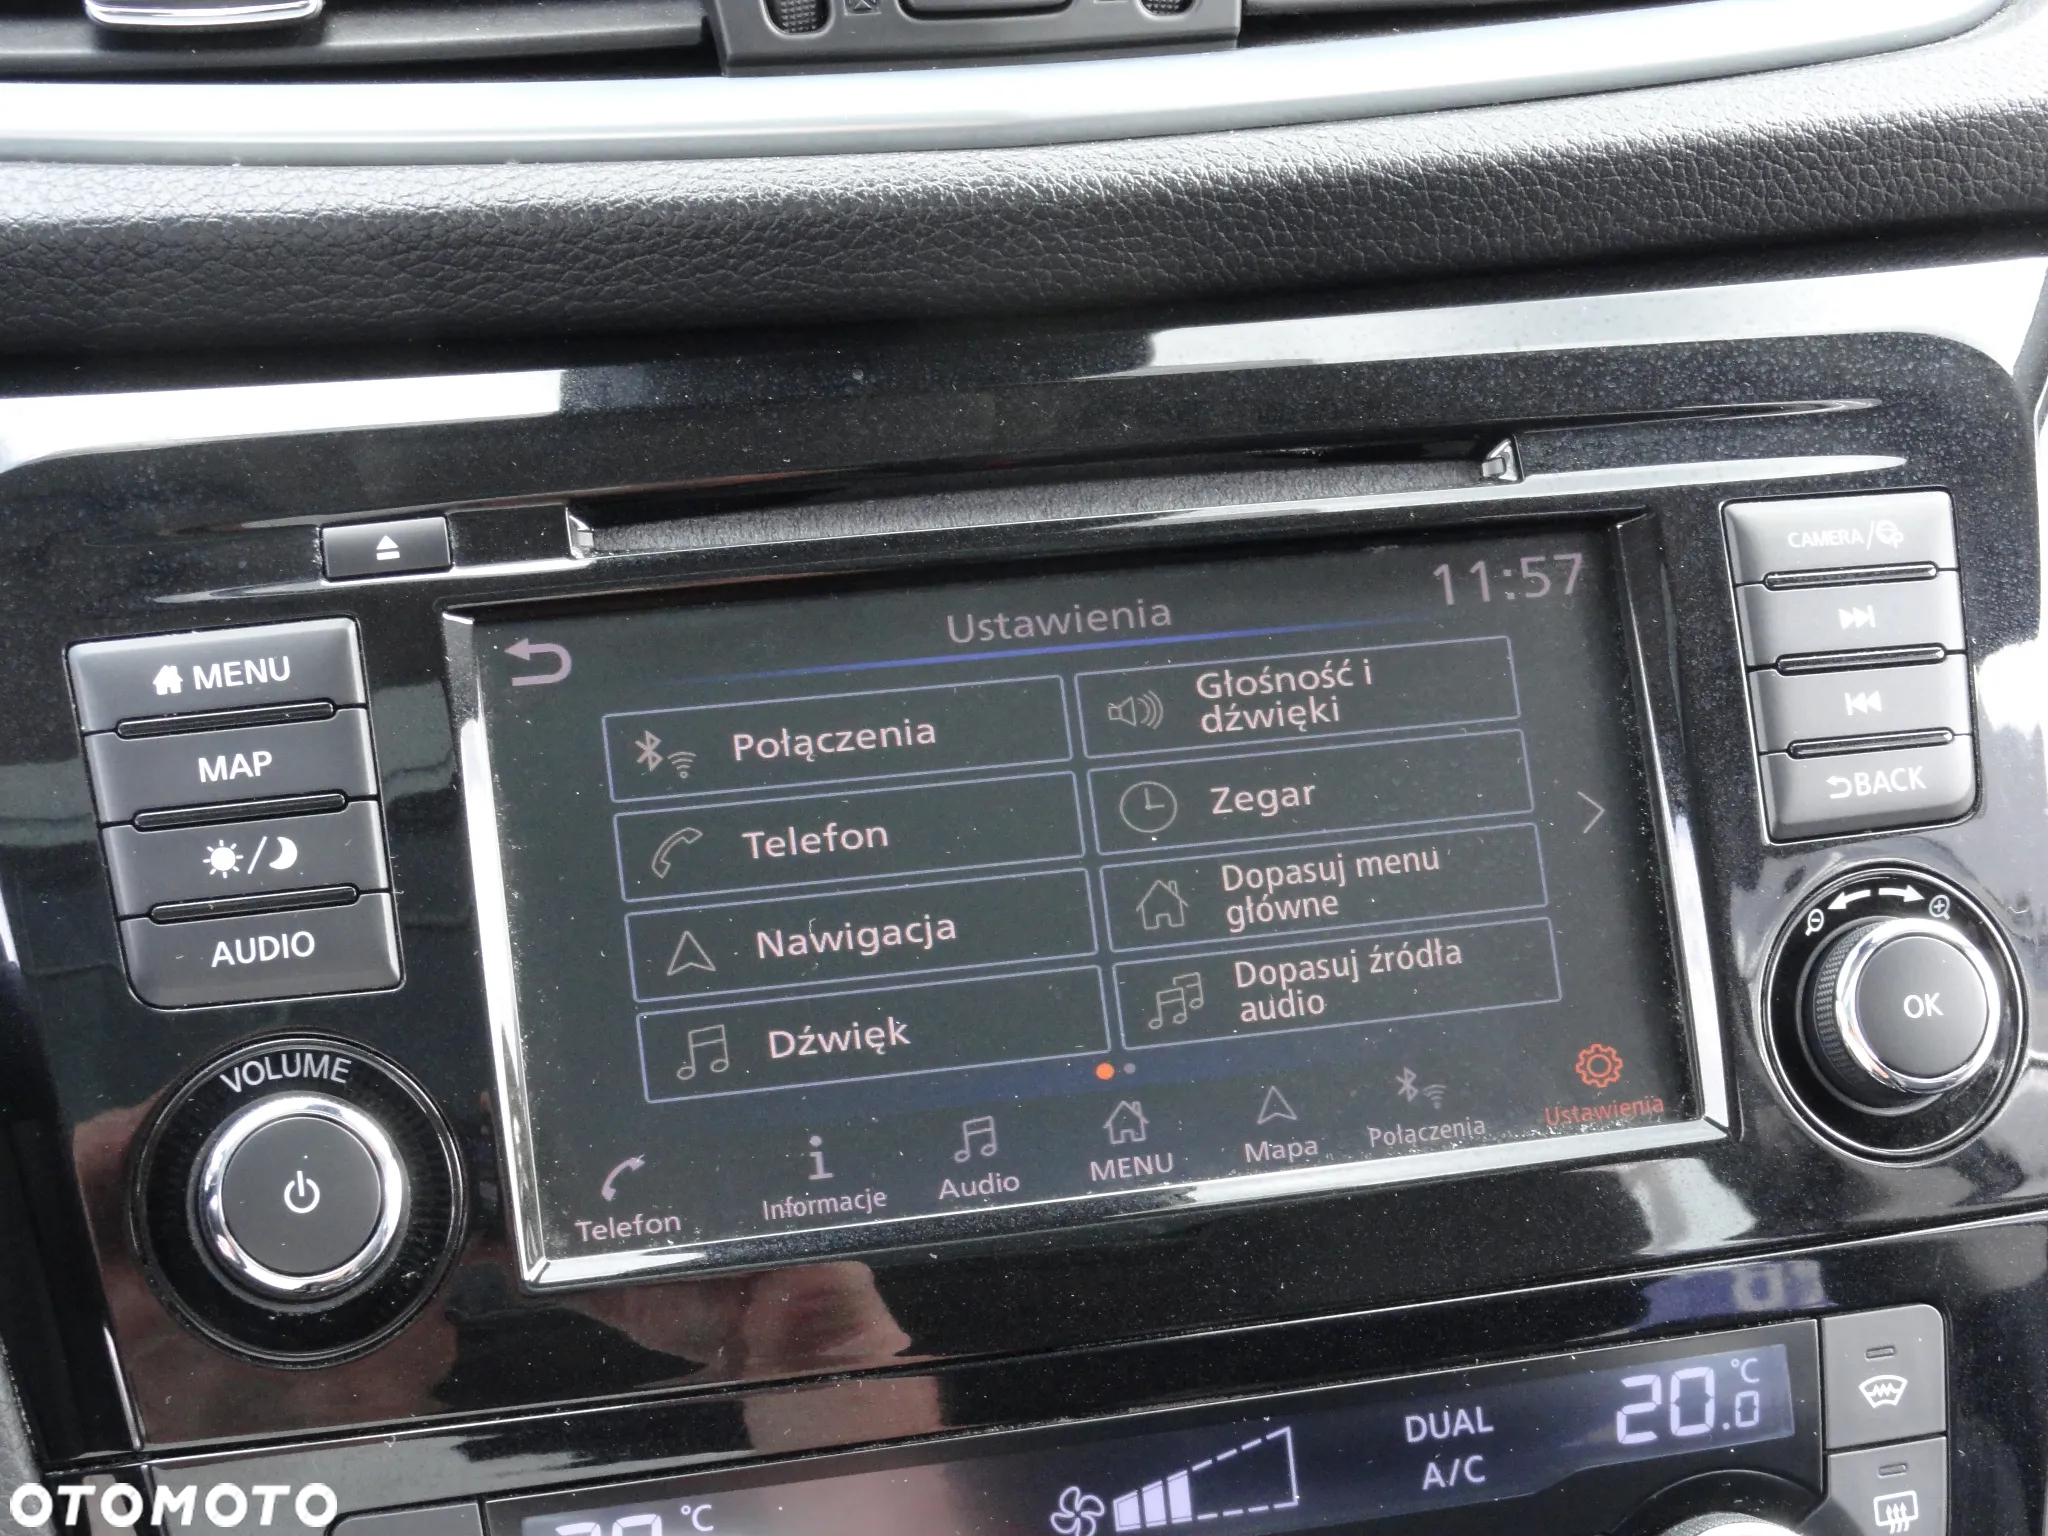 CAMERA/
11:57
Ustawienia
MENU
MAP
AUDIO
BACK
Połączenia
Głośność i
dźwięki
Telefon
Zegar
Nawigacja
Dopasuj menu
główne
Dźwięk
Dopasuj źródła
audio
OK
VOLUME
Telefon
Informacje
Audio
MENU
Mapa
Połączenia
Ustawienia
DUAL
A/C
20.0
°C
°C
OTOMOTO